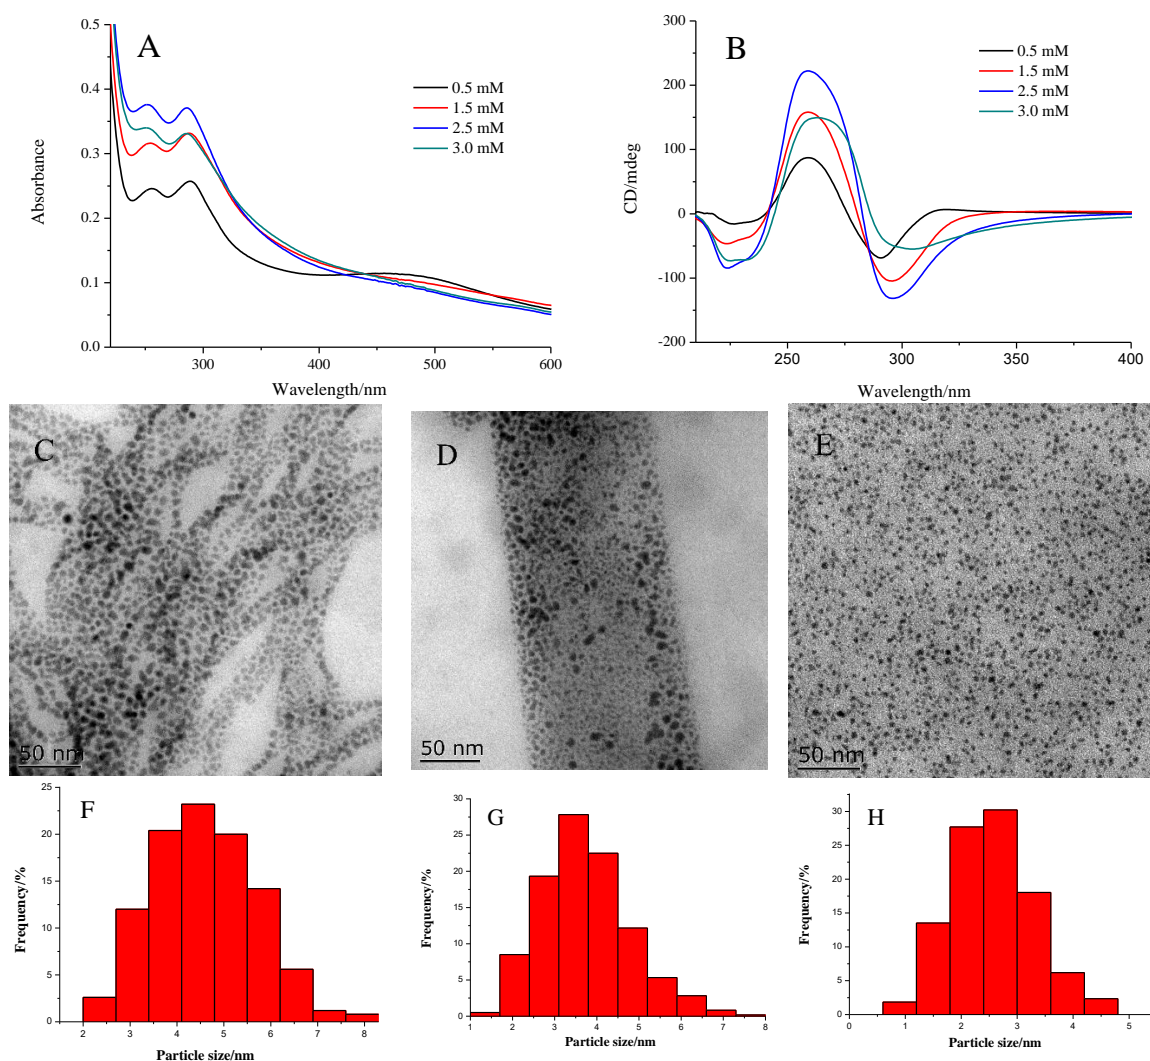 A
0.5
0.4
0.3
0.2
0.1
0.0
Absorbance
300
400
500
600
Wavelength/nm
0.5 mM
1.5 mM
2.5 mM
3.0 mM
B
300
200
100
0
-100
-200
CD/mdeg
250
300
350
400
Wavelength/nm
0.5 mM
1.5 mM
2.5 mM
3.0 mM
C
50 nm
D
50 nm
E
50 nm
F
25
20
15
10
5
0
Frequency/%
2
3
4
5
6
7
8
Particle size/nm
G
30
25
20
15
10
5
0
Frequency/%
1
2
3
4
5
6
7
8
Particle size/nm
H
30
25
20
15
10
5
0
Frequency/%
0
1
2
3
4
5
Particle size/nm